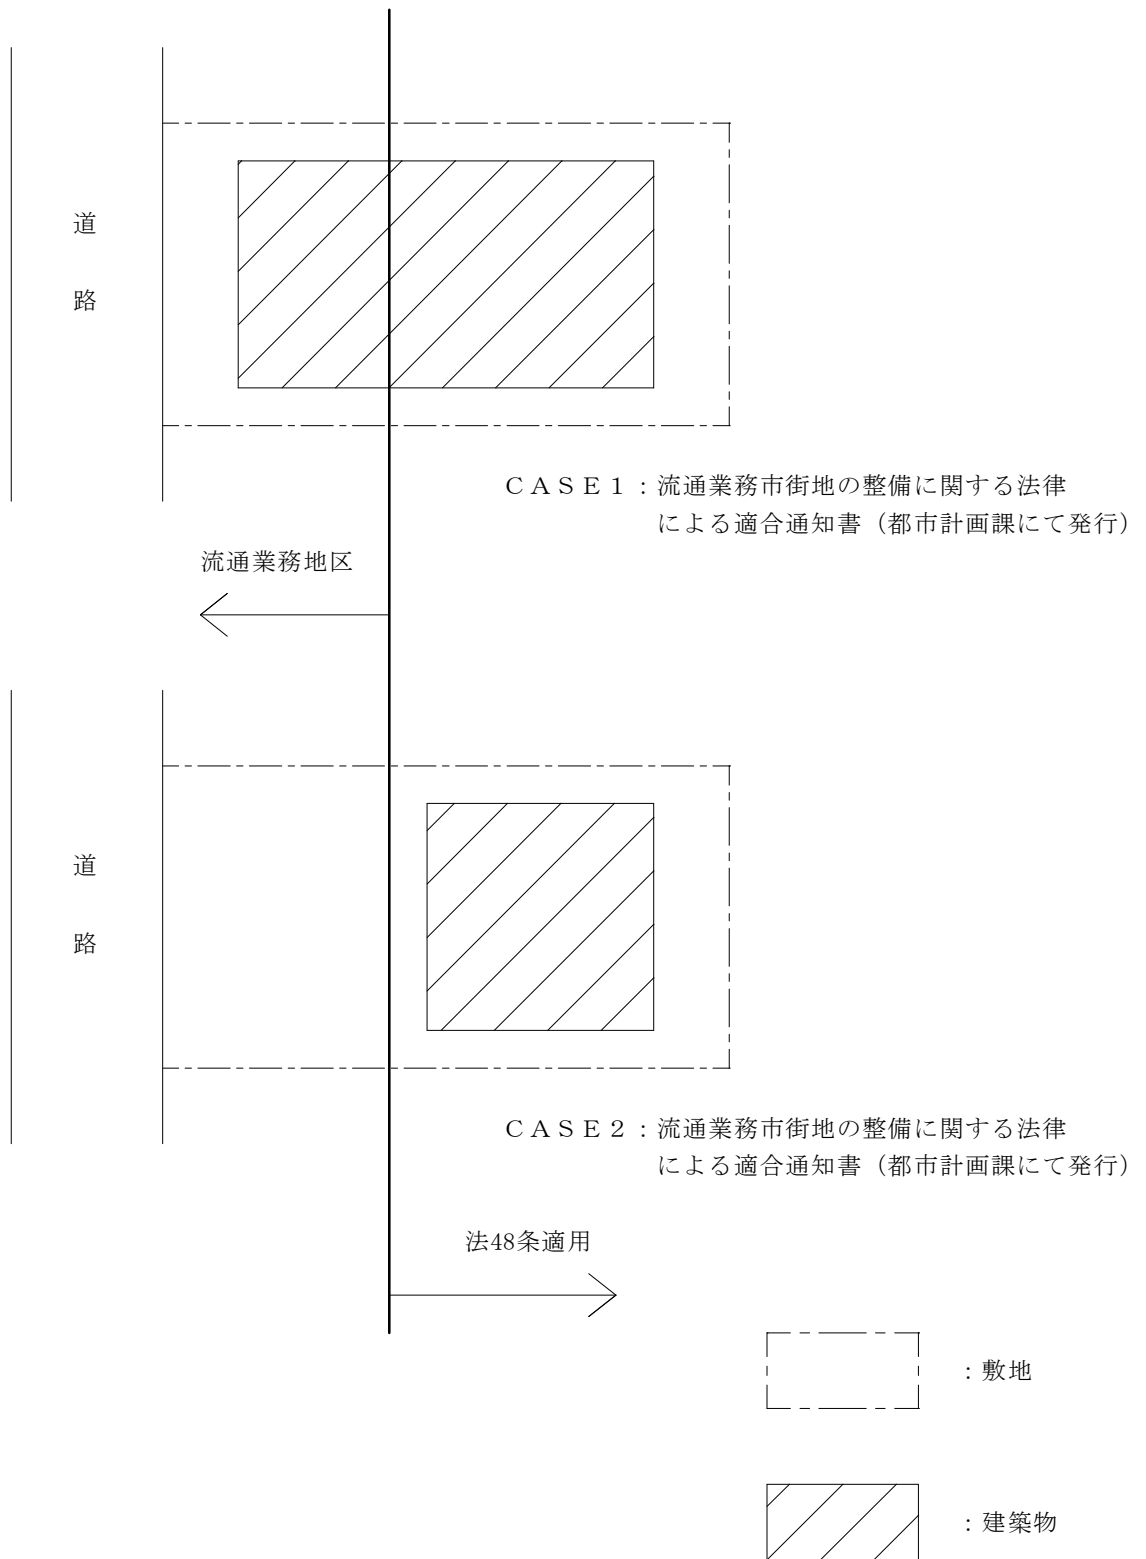 道
路
CASE1：流通業務市街地の整備に関する法律
による適合通知書（都市計画課にて発行）
流通業務地区
道
路
CASE2：流通業務市街地の整備に関する法律
による適合通知書（都市計画課にて発行）
法48条適用
：敷地
：建築物